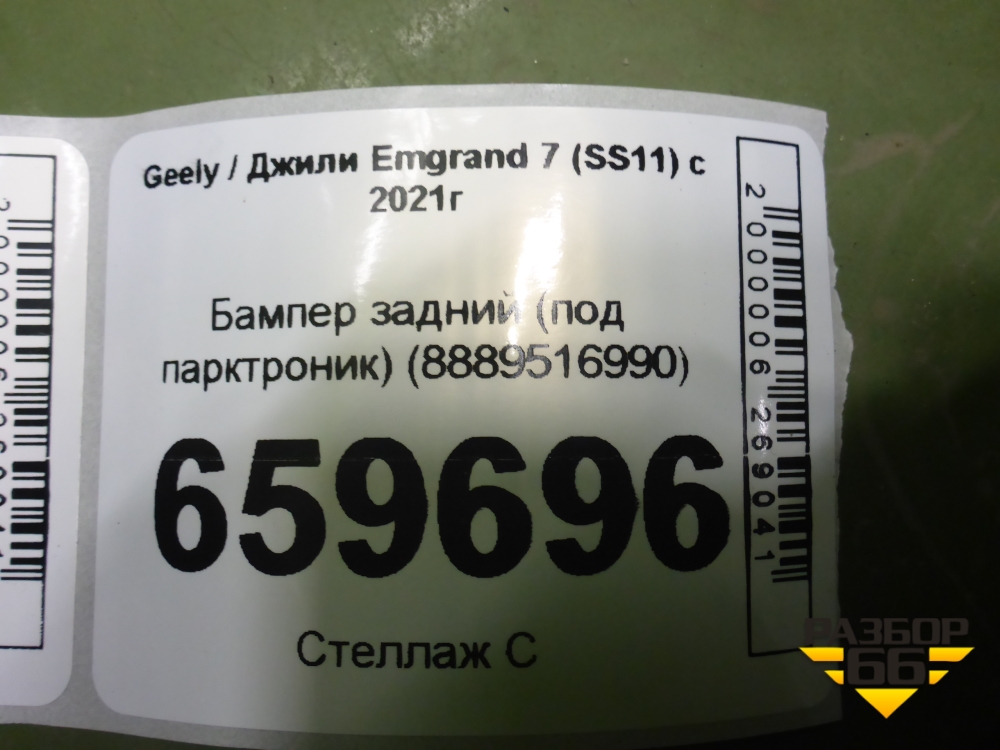 Geely / Джили Emgrand 7 (SS11) с
2021г
Бампер задний (под
парктроник) (8889516990)
659696
Стеллаж С
2000006269041
РАЗБОР
66